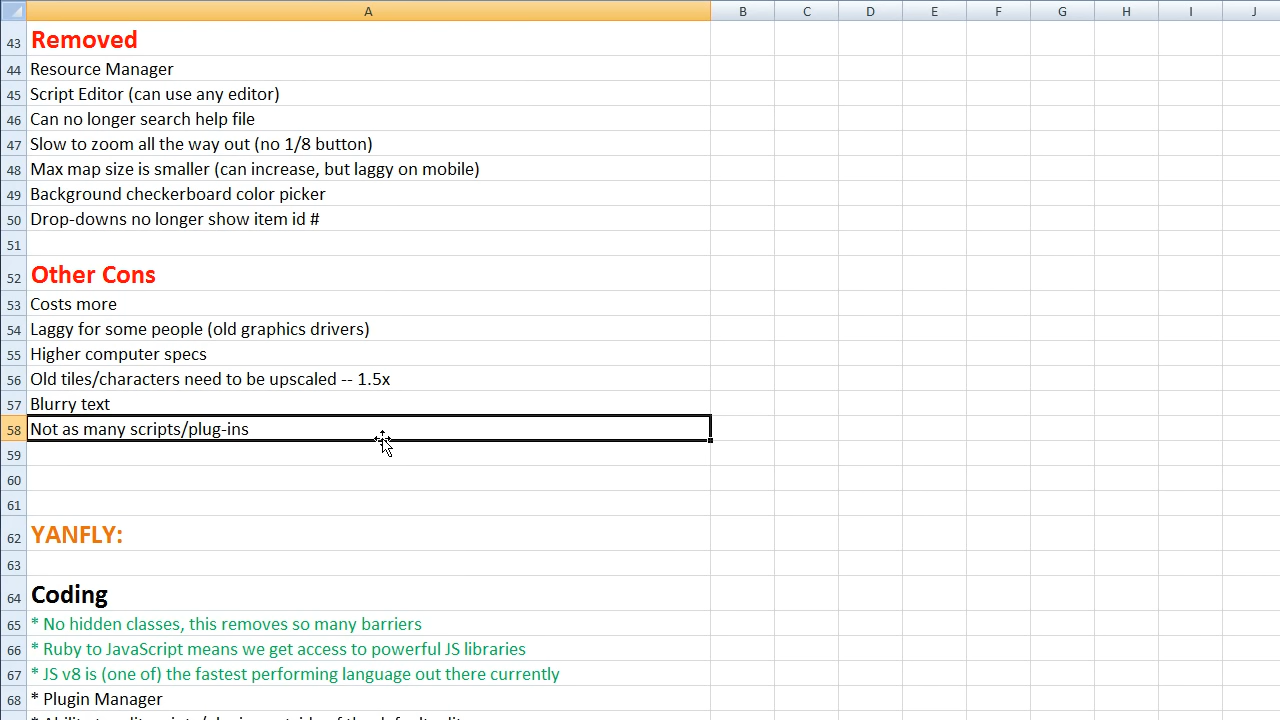 A B C D E F G H I J
43 Removed
44 Resource Manager
45 Script Editor (can use any editor)
46 Can no longer search help file
47 Slow to zoom all the way out (no 1/8 button)
48 Max map size is smaller (can increase, but laggy on mobile)
49 Background checkerboard color picker
50 Drop-downs no longer show item id #
51
52 Other Cons
53 Costs more
54 Laggy for some people (old graphics drivers)
55 Higher computer specs
56 Old tiles/characters need to be upscaled -- 1.5x
57 Blurry text
58 Not as many scripts/plug-ins
59
60
61
62 YANFLY:
63
64 Coding
65 * No hidden classes, this removes so many barriers
66 * Ruby to JavaScript means we get access to powerful JS libraries
67 * JS v8 is (one of) the fastest performing language out there currently
68 * Plugin Manager